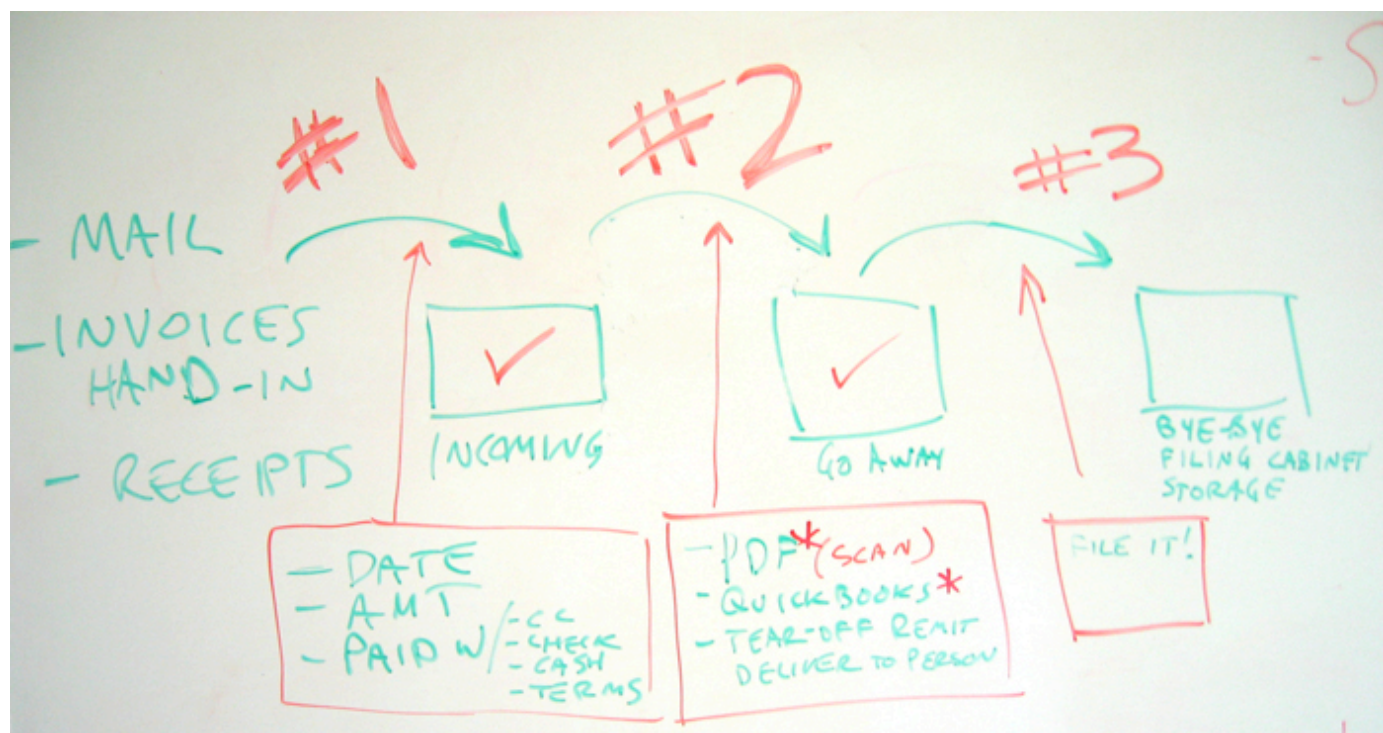 #1
#2
#3
- S
- MAIL
- INVOICES
HAND-IN
- RECEIPTS
INCOMING
GO AWAY
BYE-BYE
FILING CABINET
STORAGE
- DATE
- AMT
- PAID W/
- CC
- CHECK
- CASH
- TERMS
- PDF* (SCAN)
- QUICKBOOKS*
- TEAR-OFF REMIT
DELIVER TO PERSON
FILE IT!